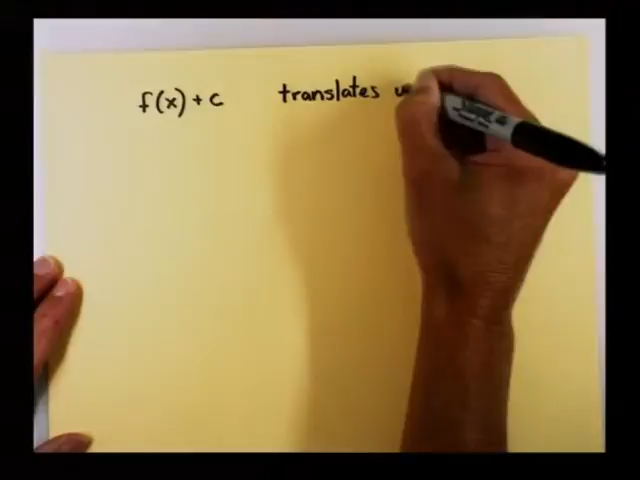 f(x) + c translates